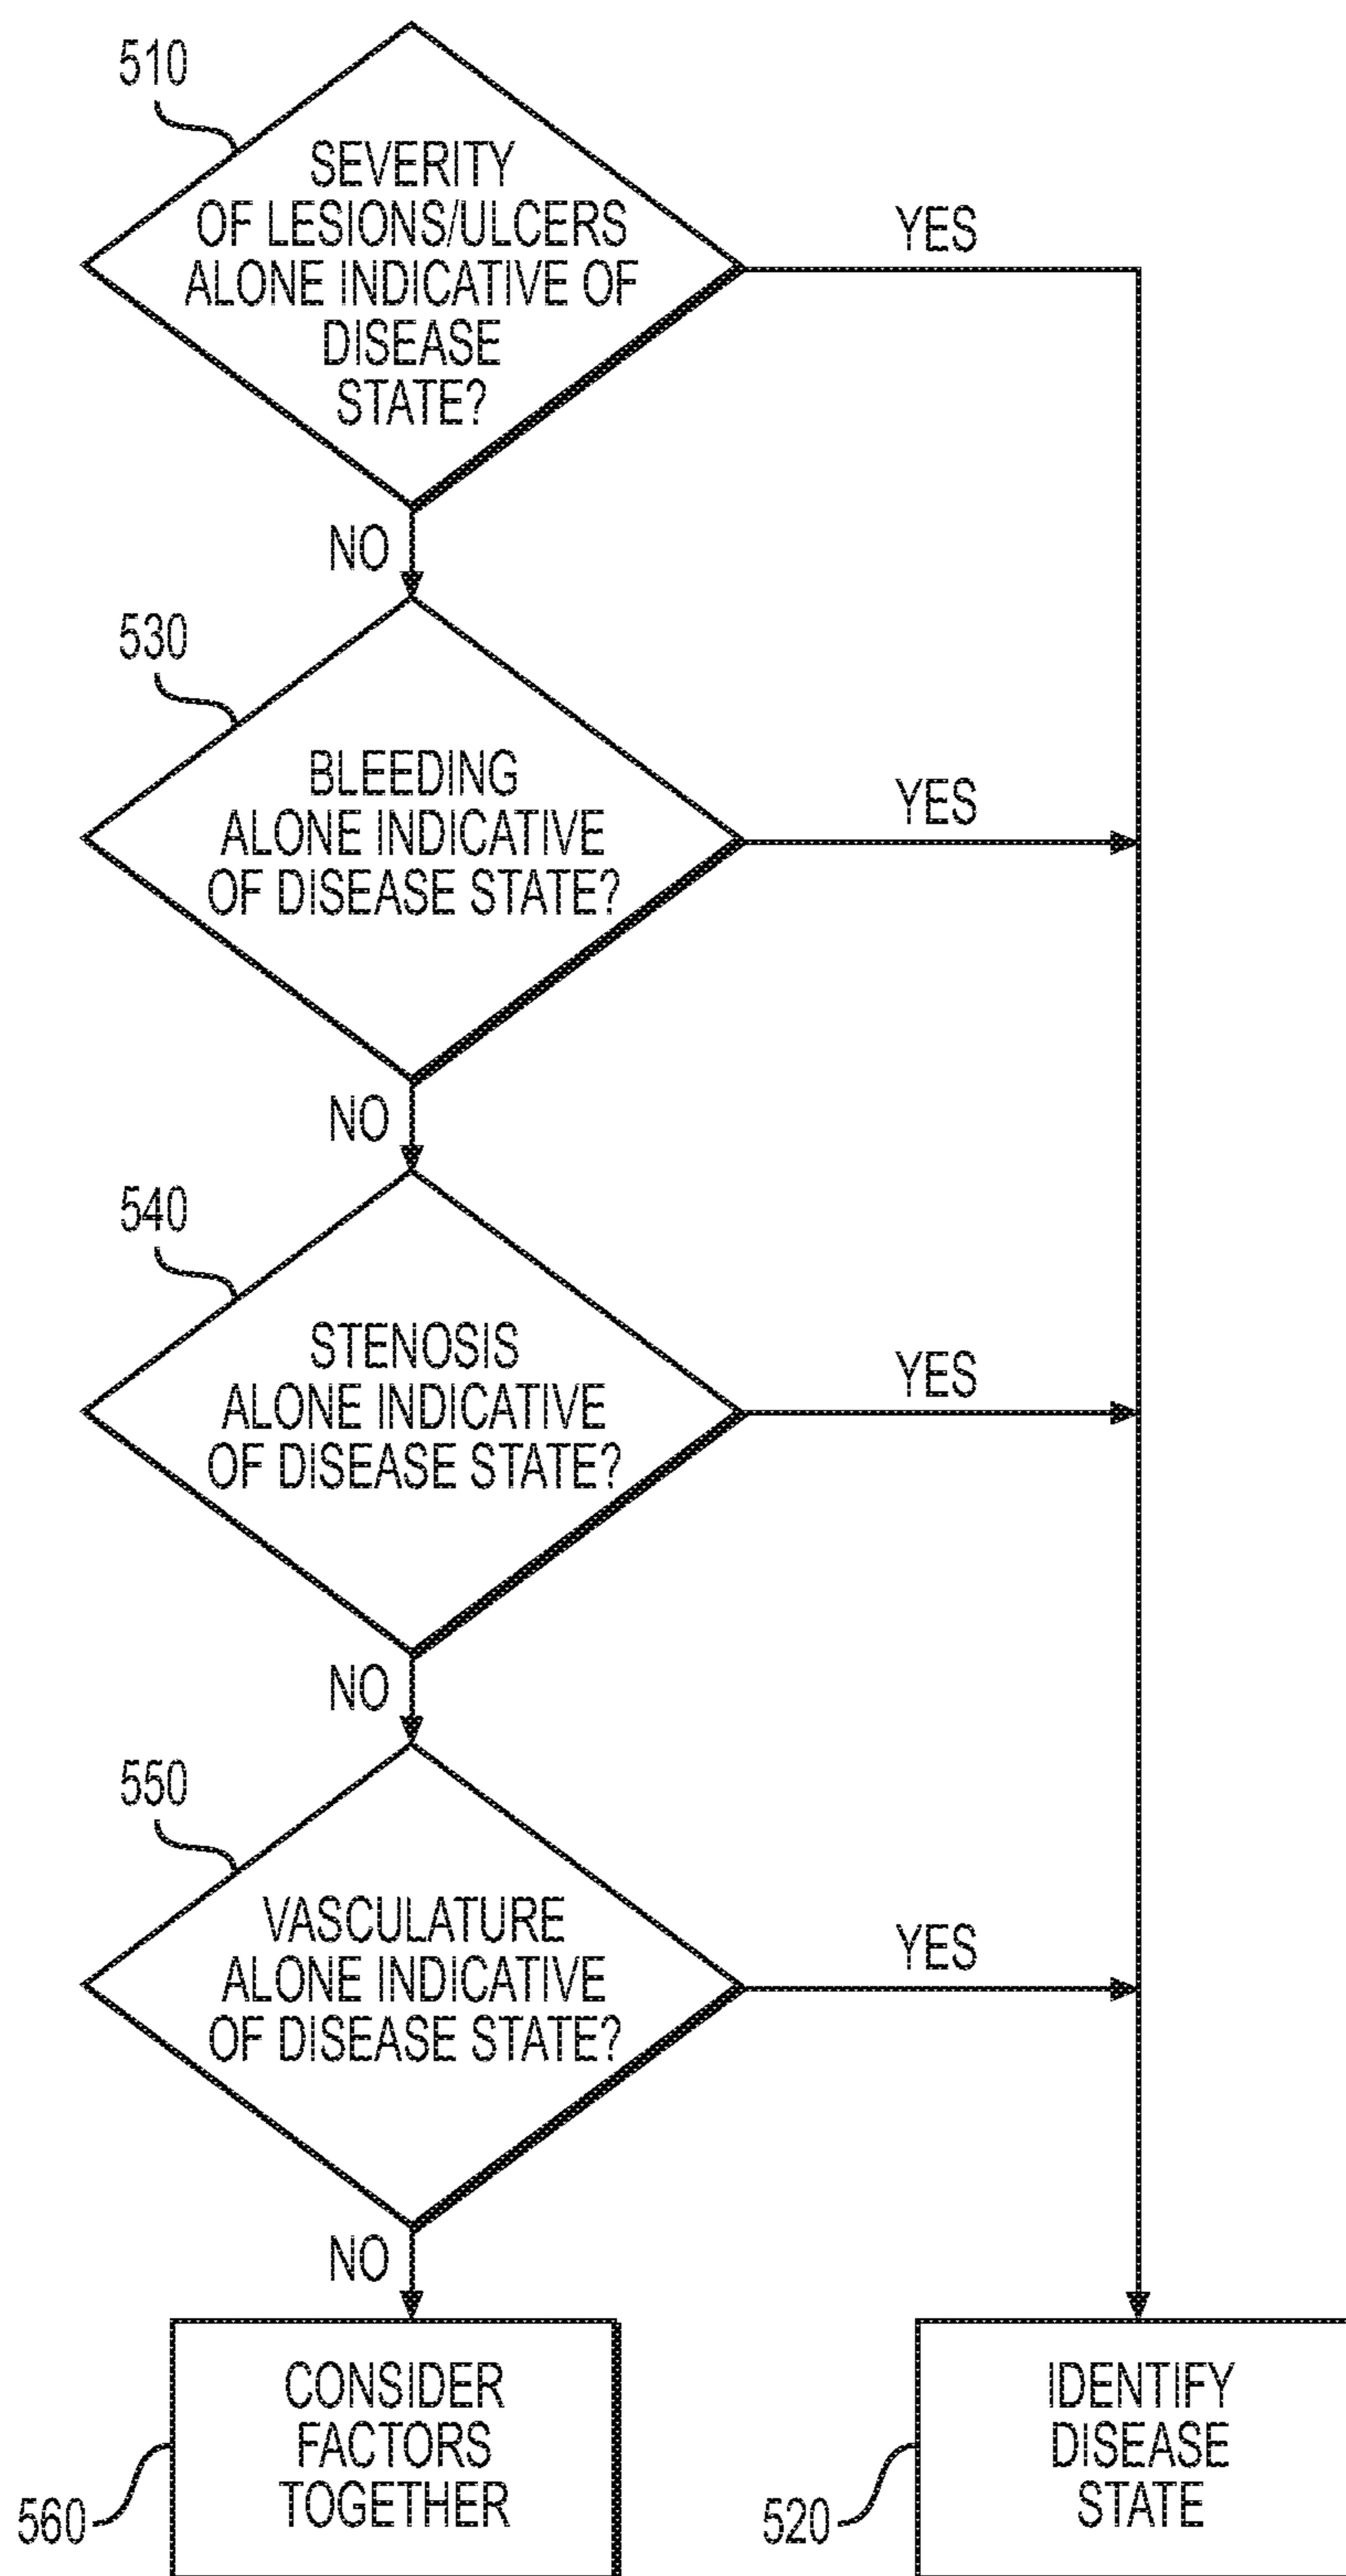 510
SEVERITY
OF LESIONS/ULCERS
ALONE INDICATIVE OF
DISEASE
STATE?
YES
NO
530
BLEEDING
ALONE INDICATIVE
OF DISEASE STATE?
YES
NO
540
STENOSIS
ALONE INDICATIVE
OF DISEASE STATE?
YES
NO
550
VASCULATURE
ALONE INDICATIVE
OF DISEASE STATE?
YES
NO
CONSIDER
FACTORS
TOGETHER
560
IDENTIFY
DISEASE
STATE
520